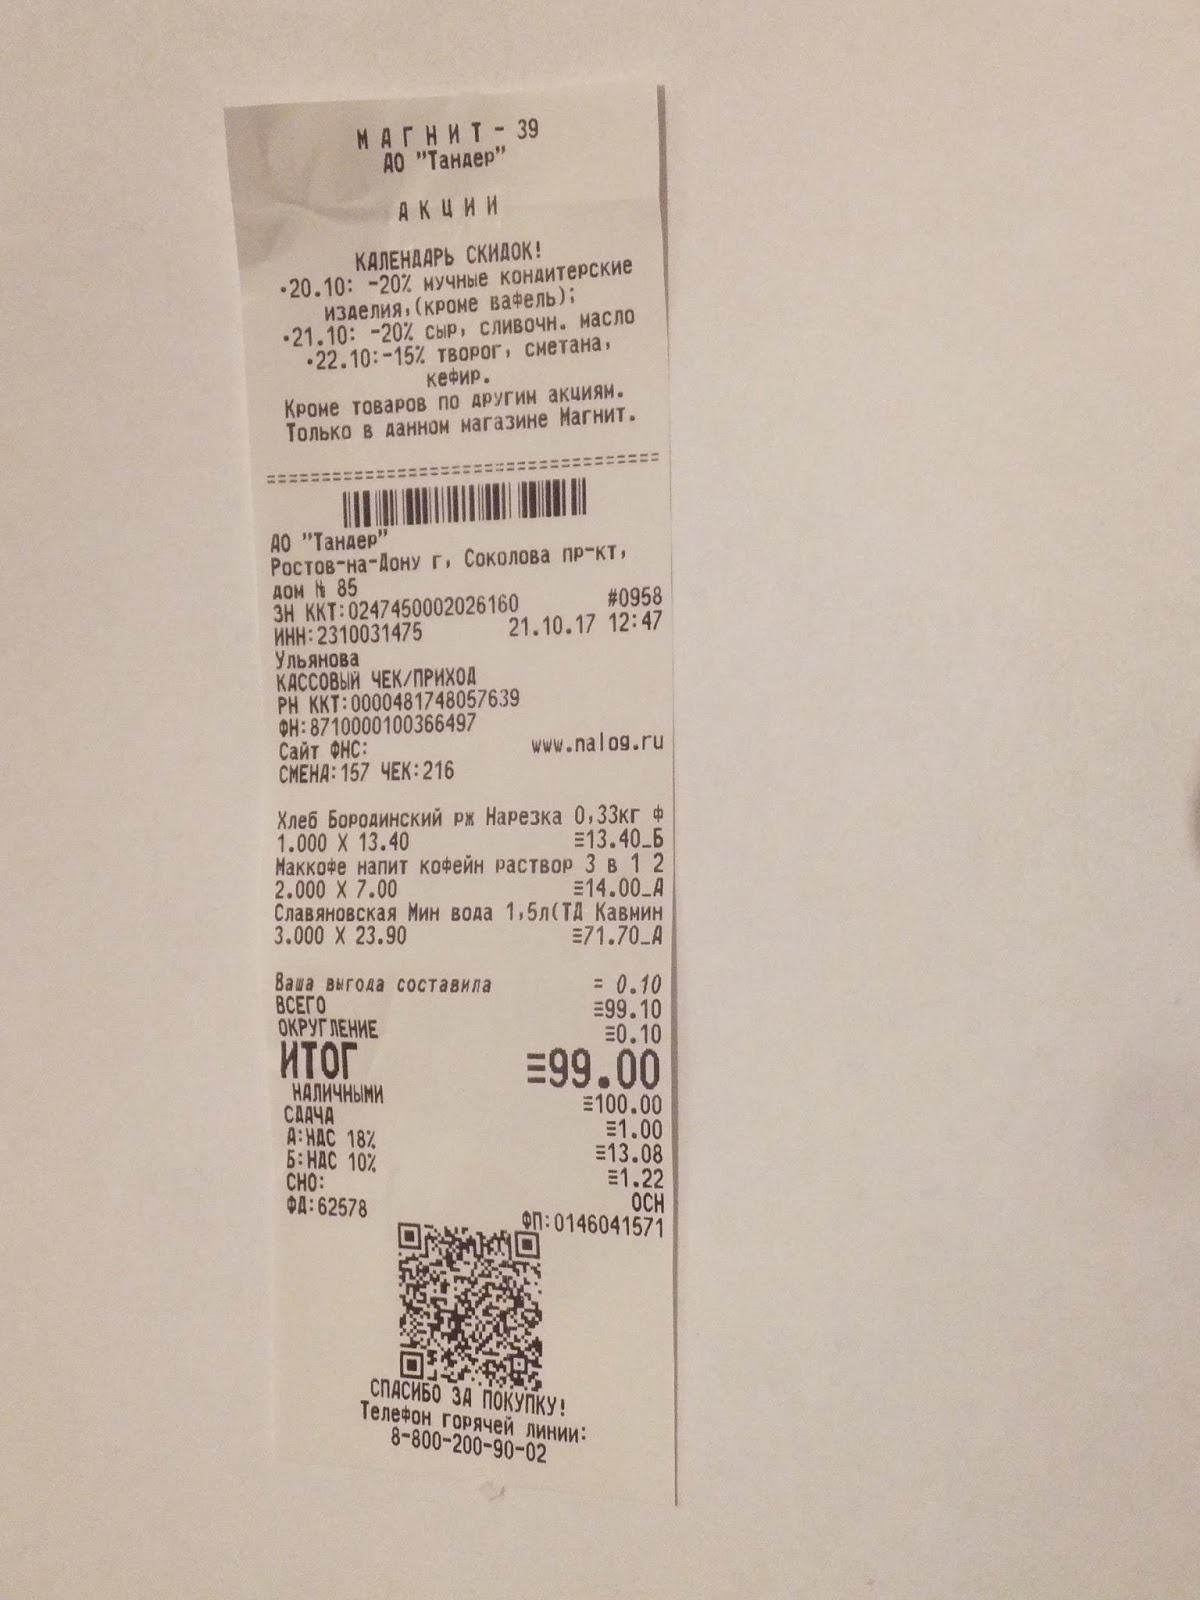 МАГНИТ - 39
АО "Тандер"
АКЦИИ
КАЛЕНДАРЬ СКИДОК!
•20.10: -20% мучные кондитерские
изделия,(кроме вафель);
•21.10: -20% сыр, сливочн. масло
•22.10:-15% творог, сметана,
кефир.
Кроме товаров по другим акциям.
Только в данном магазине Магнит.
=====================================
АО "Тандер"
Ростов-на-Дону г, Соколова пр-кт,
дом № 85
ЗН ККТ:0247450002026160 #0958
ИНН:2310031475 21.10.17 12:47
Ульянова
КАССОВЫЙ ЧЕК/ПРИХОД
РН ККТ:0000481748057639
ФН:8710000100366497
Сайт ФНС: www.nalog.ru
СМЕНА:157 ЧЕК:216
Хлеб Бородинский рж Нарезка 0,33кг ф
1.000 X 13.40 ≡13.40_Б
Маккофе напит кофейн раствор 3 в 1 2
2.000 X 7.00 ≡14.00_А
Славяновская Мин вода 1,5л(ТД Кавмин
3.000 X 23.90 ≡71.70_А
Ваша выгода составила = 0.10
ВСЕГО ≡99.10
ОКРУГЛЕНИЕ ≡0.10
ИТОГ ≡99.00
НАЛИЧНЫМИ ≡100.00
СДАЧА ≡1.00
А:НДС 18% ≡13.08
Б:НДС 10% ≡1.22
СНО: ОСН
ФД:62578 ФП:0146041571
СПАСИБО ЗА ПОКУПКУ!
Телефон горячей линии:
8-800-200-90-02